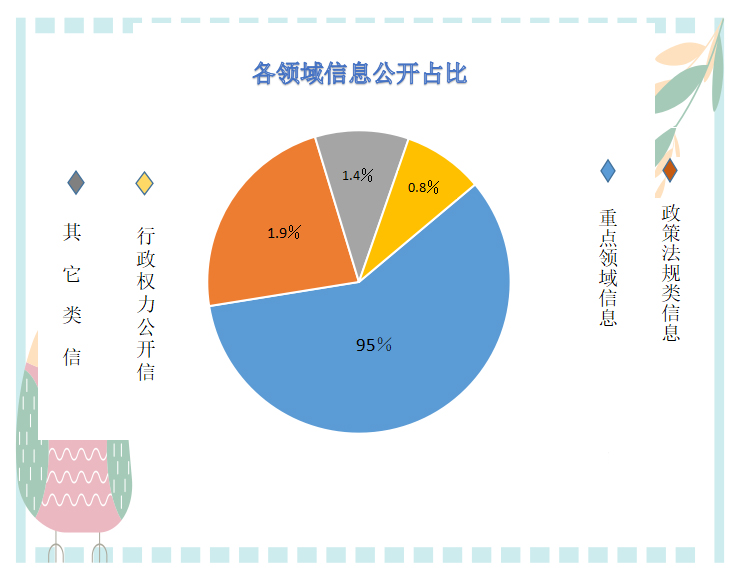 各领域信息公开占比
1.4%
0.8%
1.9%
95%
其它类信
行政权力公开信
重点领域信息
政策法规类信息